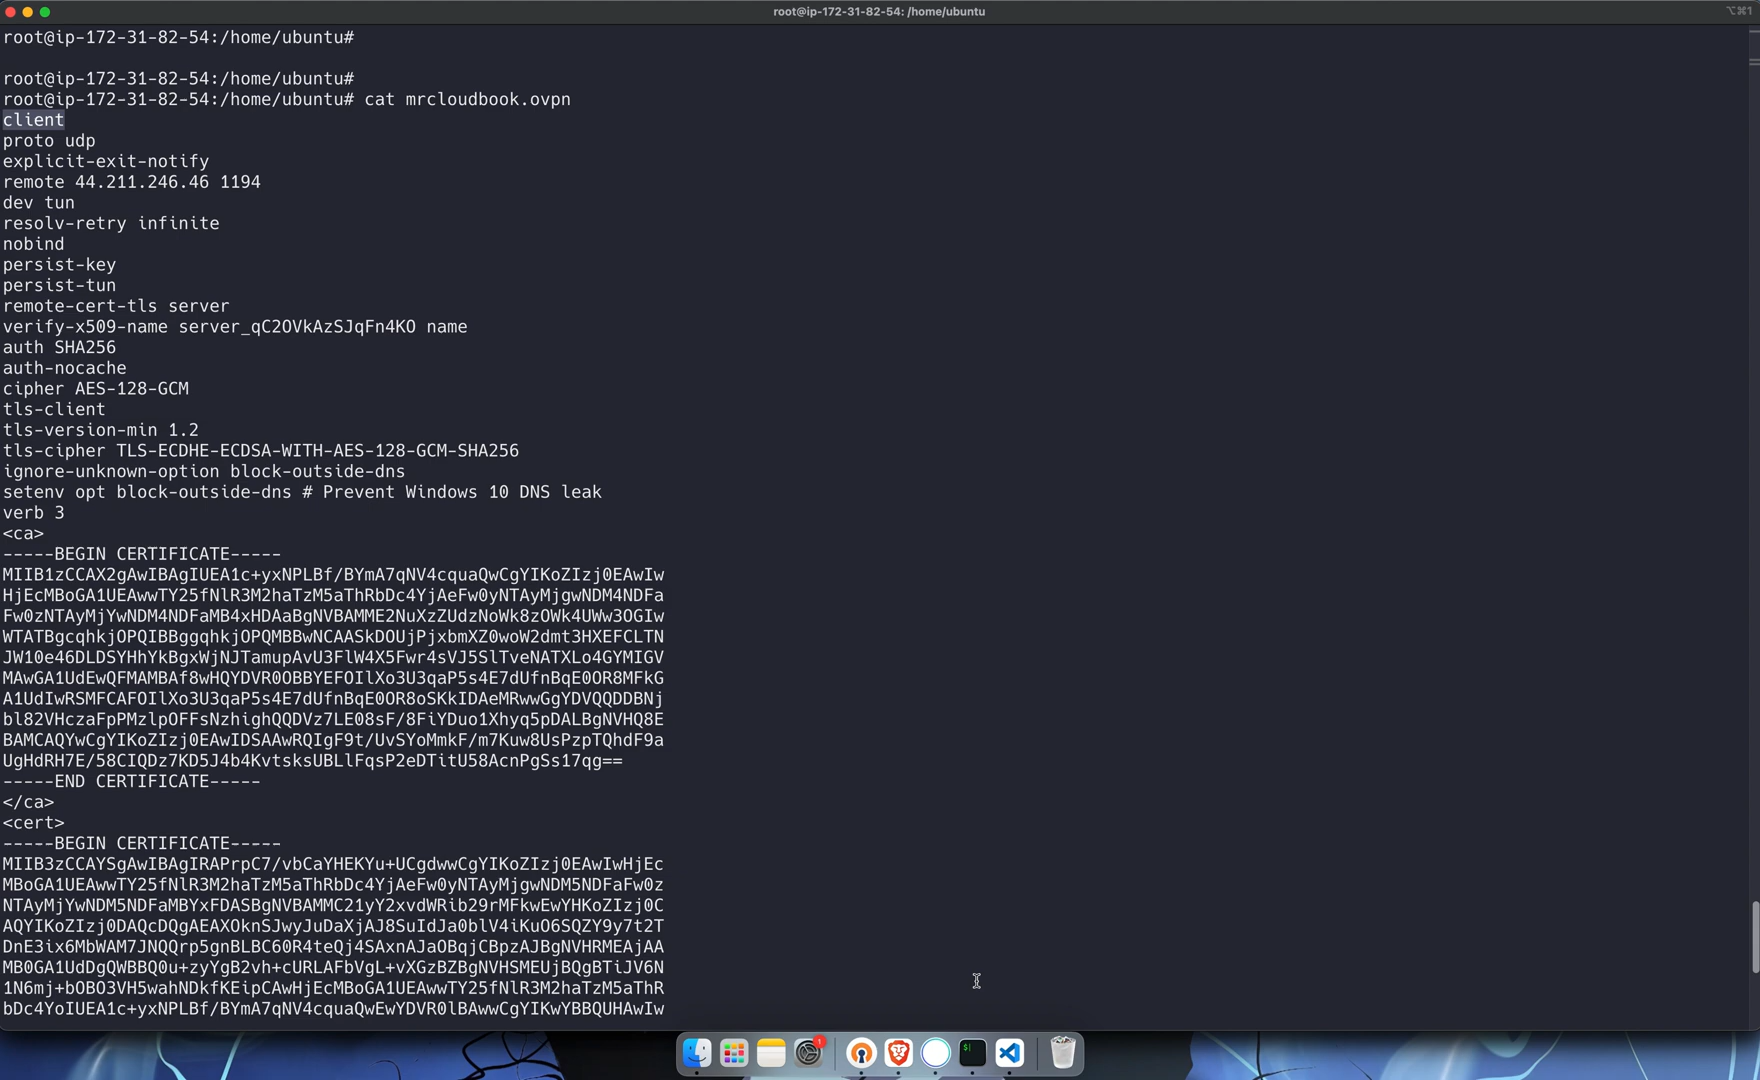 root@ip-172-31-82-54: /home/ubuntu
⌥⌘1
root@ip-172-31-82-54:/home/ubuntu#
root@ip-172-31-82-54:/home/ubuntu#
root@ip-172-31-82-54:/home/ubuntu# cat mrcloudbook.ovpn
client
proto udp
explicit-exit-notify
remote 44.211.246.46 1194
dev tun
resolv-retry infinite
nobind
persist-key
persist-tun
remote-cert-tls server
verify-x509-name server_qC2OVkAzSJqFn4KO name
auth SHA256
auth-nocache
cipher AES-128-GCM
tls-client
tls-version-min 1.2
tls-cipher TLS-ECDHE-ECDSA-WITH-AES-128-GCM-SHA256
ignore-unknown-option block-outside-dns
setenv opt block-outside-dns # Prevent Windows 10 DNS leak
verb 3
<ca>
-----BEGIN CERTIFICATE-----
MIIB1zCCAX2gAwIBAgIUEA1c+yxNPLBf/BYmA7qNV4cquaQwCgYIKoZIzj0EAwIw
HjEcMBoGA1UEAwwTY25fNlR3M2haTzM5aThRbDc4YjAeFw0yNTAyMjgwNDM4NDFa
Fw0zNTAyMjYwNDM4NDFaMB4xHDAaBgNVBAMME2NuXzZUdzNoWk8zOWk4UWw3OGIw
WTATBgcqhkjOPQIBBggqhkjOPQMBBwNCAASkDOUjPjxbmXZ0woW2dmt3HXEFCLTN
JW10e46DLDSYHhYkBgxWjNJTamupAvU3FlW4X5Fwr4sVJ5SlTveNATXLo4GYMIGV
MAwGA1UdEwQFMAMBAf8wHQYDVR0OBBYEFOIlXo3U3qaP5s4E7dUfnBqE0OR8MFkG
A1UdIwRSMFCAFOIlXo3U3qaP5s4E7dUfnBqE0OR8oSKkIDAeMRwwGgYDVQQDDBNj
bl82VHczaFpPMzlpOFFsNzhighQQDVz7LE08sF/8FiYDuo1Xhyq5pDALBgNVHQ8E
BAMCAQYwCgYIKoZIzj0EAwIDSAAwRQIgF9t/UvSYoMmkF/m7Kuw8UsPzpTQhdF9a
UgHdRH7E/58CIQDz7KD5J4b4KvtsksUBLlFqsP2eDTitU58AcnPgSs17qg==
-----END CERTIFICATE-----
</ca>
<cert>
-----BEGIN CERTIFICATE-----
MIIB3zCCAYSgAwIBAgIRAPrpC7/vbCaYHEKYu+UCgdwwCgYIKoZIzj0EAwIwHjEc
MBoGA1UEAwwTY25fNlR3M2haTzM5aThRbDc4YjAeFw0yNTAyMjgwNDM5NDFaFw0z
NTAyMjYwNDM5NDFaMBYxFDASBgNVBAMMC21yY2xvdWRib29rMFkwEwYHKoZIzj0C
AQYIKoZIzj0DAQcDQgAEAXOknSJwyJuDaXjAJ8SuIdJa0blV4iKuO6SQZY9y7t2T
DnE3ix6MbWAM7JNQQrp5gnBLBC60R4teQj4SAxnAJaOBqjCBpzAJBgNVHRMEAjAA
MB0GA1UdDgQWBBQ0u+zyYgB2vh+cURLAFbVgL+vXGzBZBgNVHSMEUjBQgBTiJV6N
1N6mj+bOBO3VH5wahNDkfKEipCAwHjEcMBoGA1UEAwwTY25fNlR3M2haTzM5aThR
bDc4YoIUEA1c+yxNPLBf/BYmA7qNV4cquaQwEwYDVR0lBAwwCgYIKwYBBQUHAwIw
1